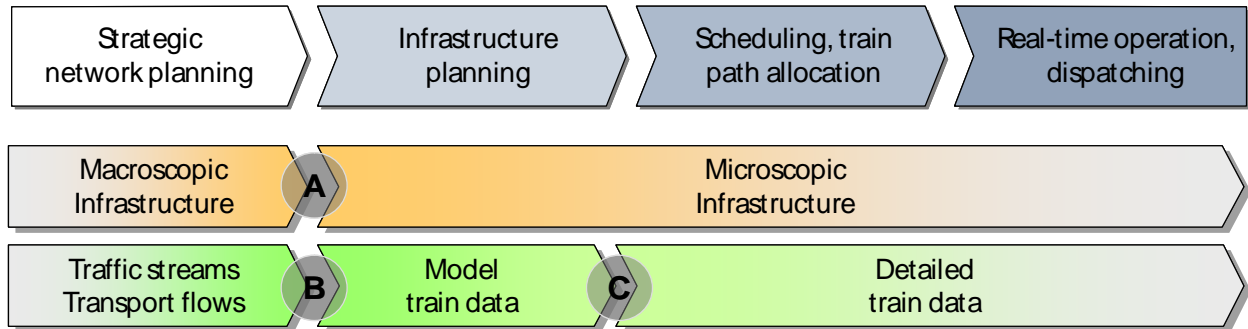 Strategic
network planning
Infrastructure
planning
Scheduling, train
path allocation
Real-time operation,
dispatching
Macroscopic
Infrastructure
A
Microscopic
Infrastructure
Traffic streams
Transport flows
B
Model
train data
C
Detailed
train data